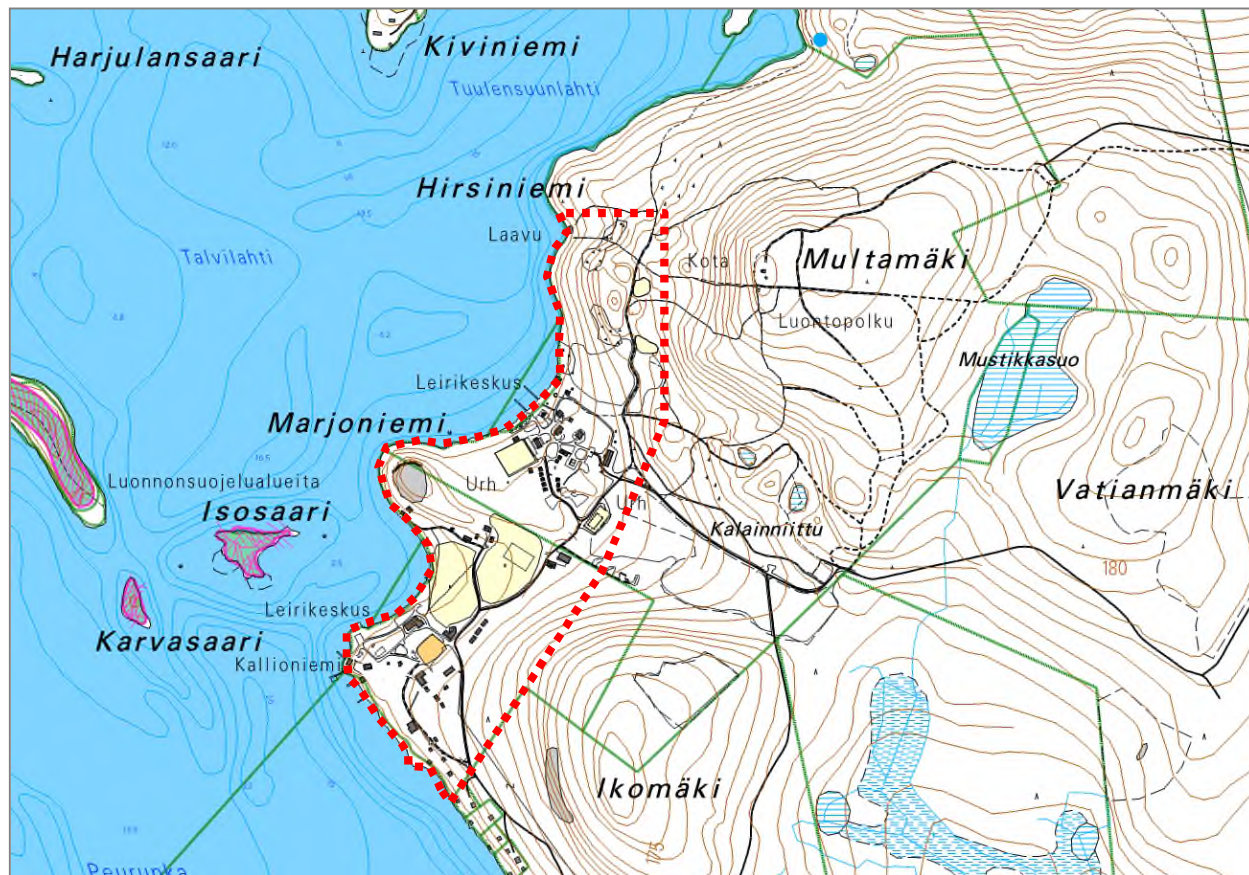 Harjulansaari
Kiviniemi
Tuulensuunlahti
Hirsiniemi
Laavu
Talvilahti
Kota
Multamäki
Luontopolku
Mustikkasuo
Leirikeskus
Marjoniemi
Luonnonsuojelualueita
Urh
Urh
Isosaari
Kalainniittu
Vatianmäki
180
Leirikeskus
Karvasaari
Kallioniemi
Ikomäki
175
Peurunka